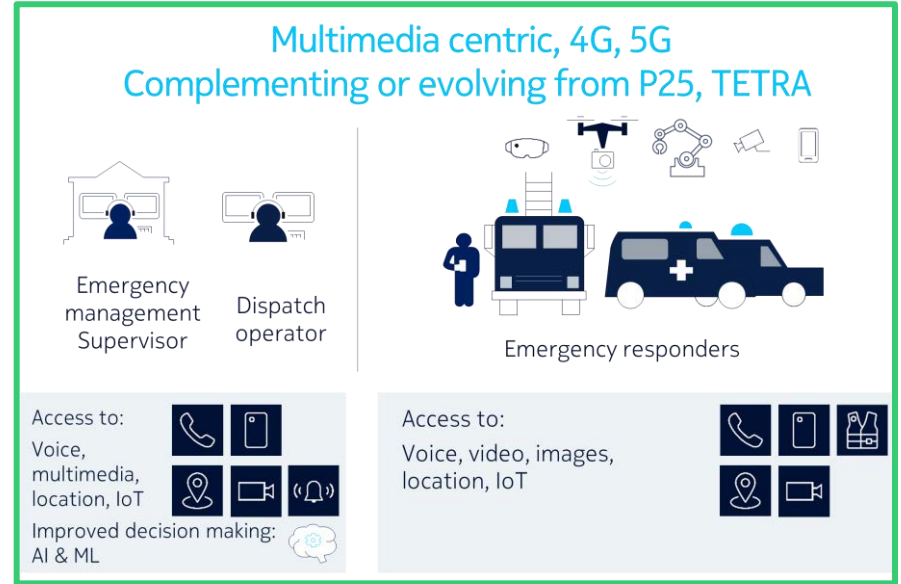 Multimedia centric, 4G, 5G
Complementing or evolving from P25, TETRA
Emergency
management
Supervisor
Dispatch
operator
Emergency responders
Access to:
Voice,
multimedia,
location, IoT
Improved decision making:
AI & ML
Access to:
Voice, video, images,
location, IoT